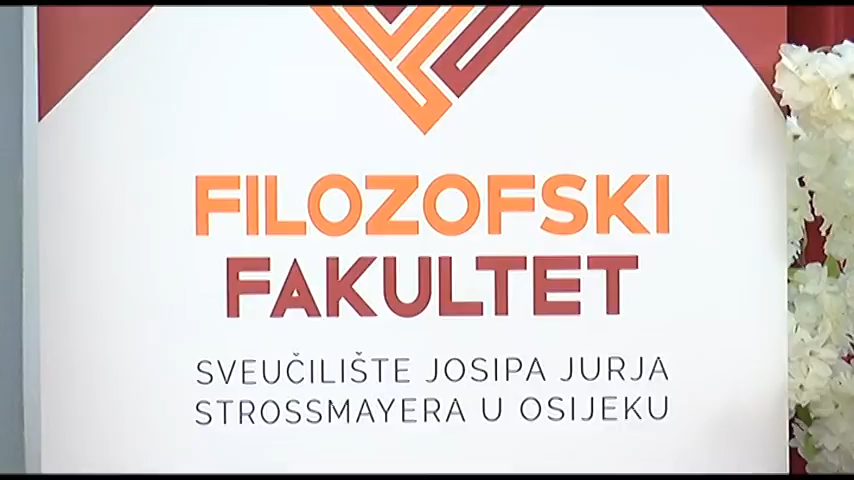 FILOZOFSKI
FAKULTET
SVEUČILIŠTE JOSIPA JURJA
STROSSMAYERA U OSIJEKU